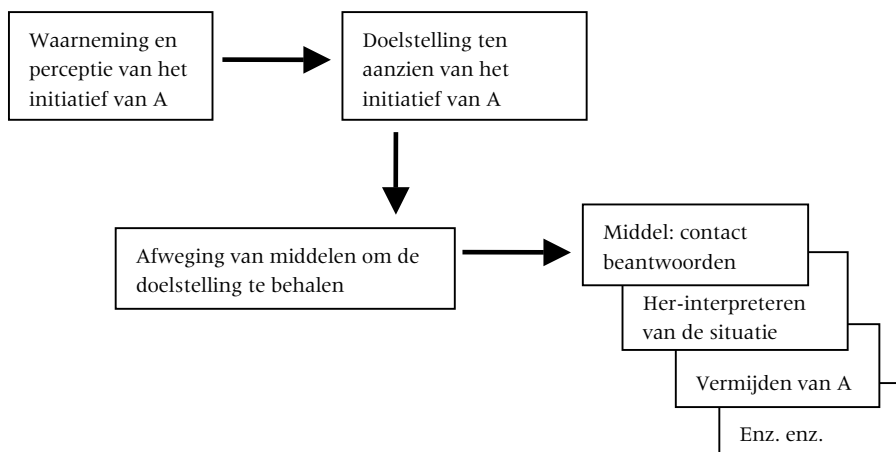 Waarneming en
perceptie van het
initiatief van A
Doelstelling ten
aanzien van het
initiatief van A
Afweging van middelen om de
doelstelling te behalen
Middel: contact
beantwoorden
Her-interpreteren
van de situatie
Vermijden van A
Enz. enz.